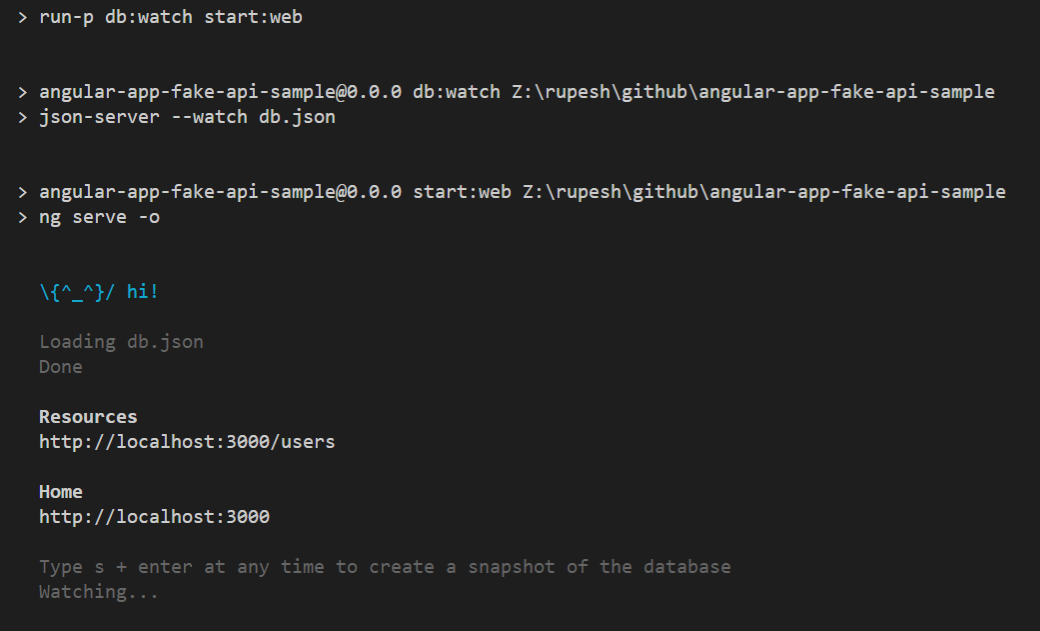 > run-p db:watch start:web
> angular-app-fake-api-sample@0.0.0 db:watch Z:\rupesh\github\angular-app-fake-api-sample
> json-server --watch db.json
> angular-app-fake-api-sample@0.0.0 start:web Z:\rupesh\github\angular-app-fake-api-sample
> ng serve -o
\{^_^}/ hi!
Loading db.json
Done
Resources
http://localhost:3000/users
Home
http://localhost:3000
Type s + enter at any time to create a snapshot of the database
Watching...